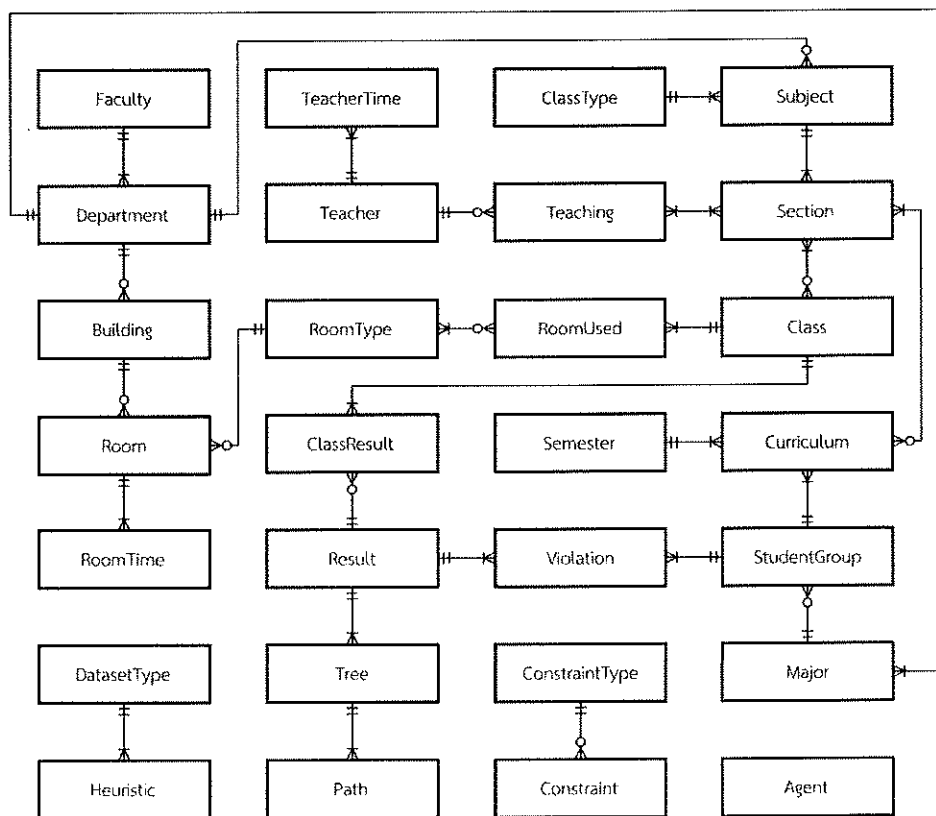 Faculty
TeacherTime
ClassType
Subject
Department
Teacher
Teaching
Section
Building
RoomType
RoomUsed
Class
Room
ClassResult
Semester
Curriculum
RoomTime
Result
Violation
StudentGroup
DatasetType
Tree
ConstraintType
Major
Heuristic
Path
Constraint
Agent